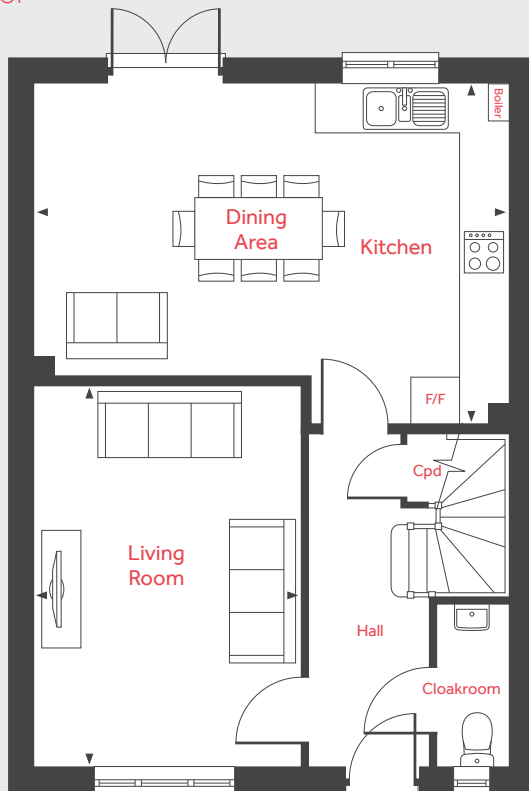 Boiler
Dining
Area
Kitchen
F/F
Cpd
Living
Room
Hall
Cloakroom